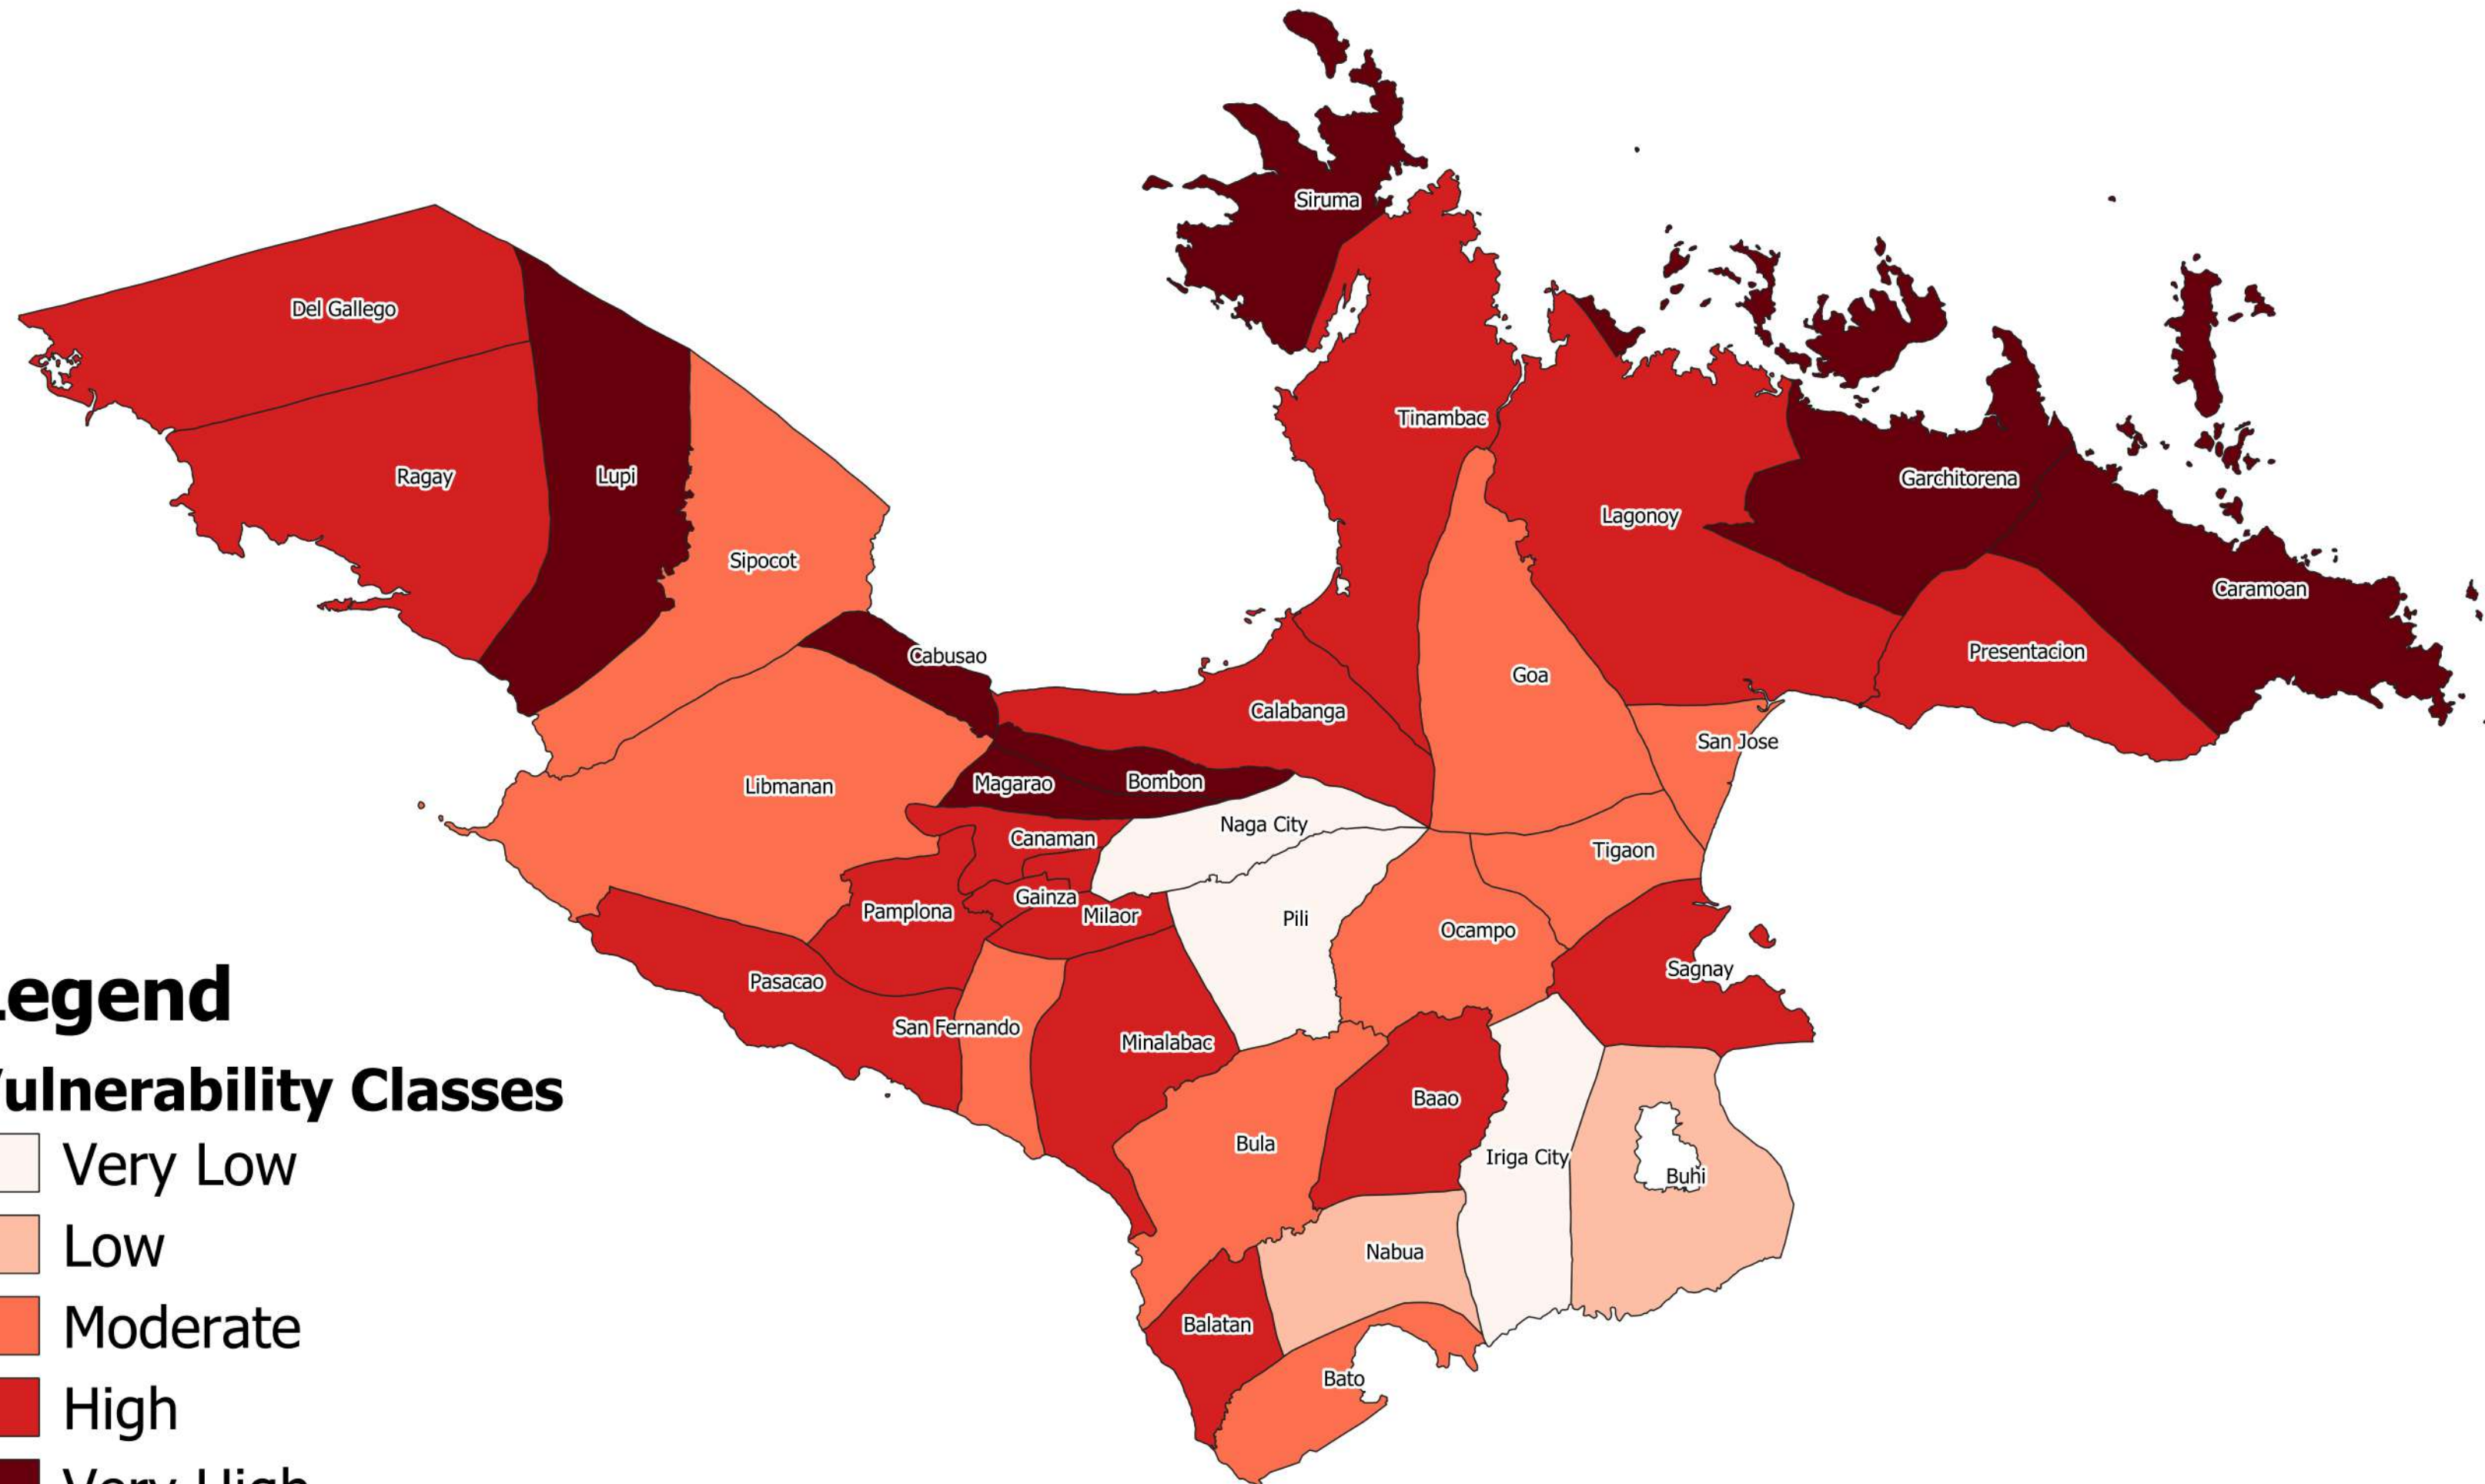 Siruma
Del Gallego
Tinambac
Ragay
Lupi
Garchitorena
Lagonoy
Sipocot
Caramoan
Cabusao
Presentacion
Goa
Calabanga
San Jose
Magarao
Bombon
Libmanan
Naga City
Canaman
Tigaon
Gainza
Pamplona
Milaor
Pili
Ocampo
Sagnay
Pasacao
San Fernando
Minalabac
Baao
Bula
Iriga City
Buhi
Nabua
Balatan
Bato
Legend
Vulnerability Classes
Very Low
Low
Moderate
High
Very High